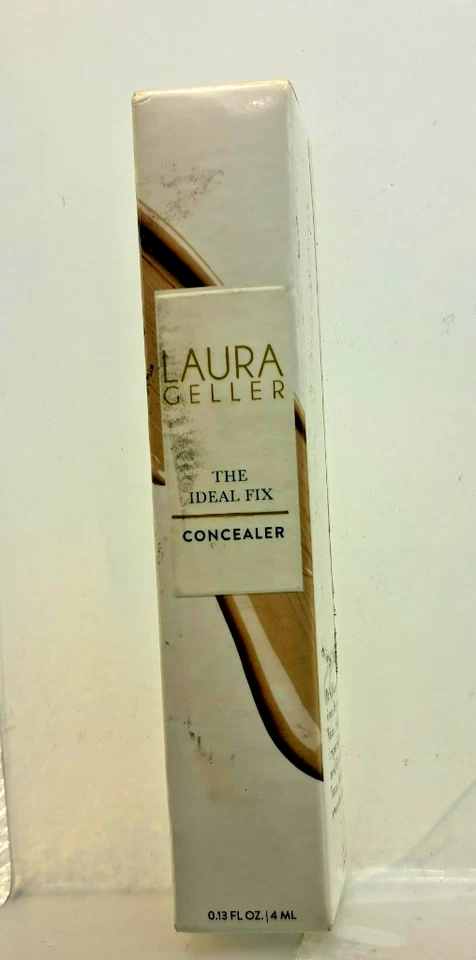 LAURA
GELLER
THE
IDEAL FIX
CONCEALER
0.13 FL OZ. | 4 ML